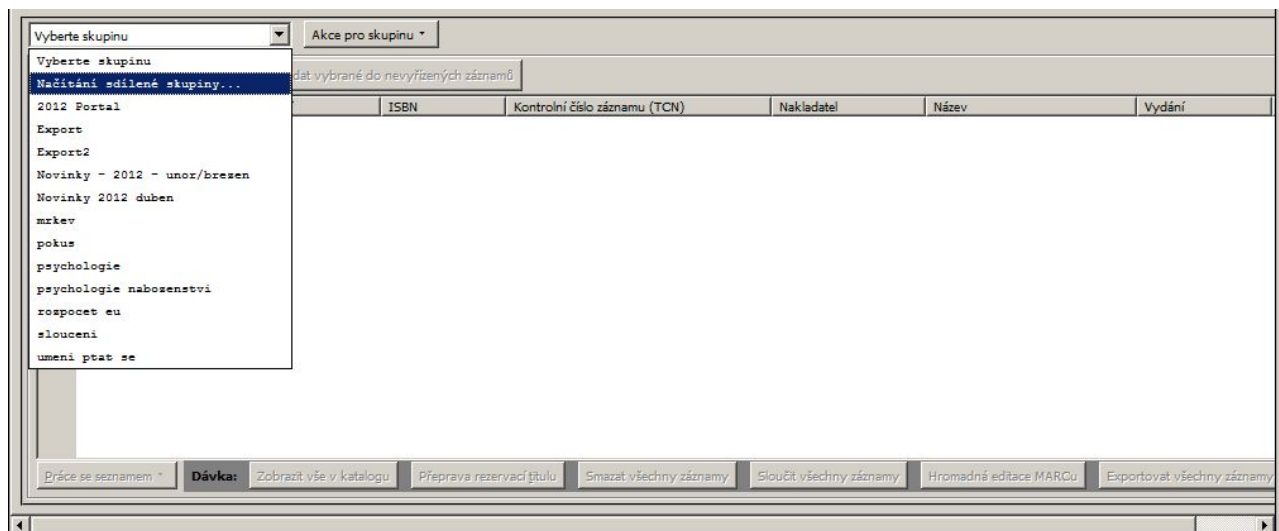 Vyberte skupinu
Akce pro skupinu
Vyberte skupinu
Načítání sdílené skupiny...
dat vybrané do nevyřízených záznamů
2012 Portal
ISBN
Kontrolní číslo záznamu (TCN)
Nakladatel
Název
Vydání
Export
Export2
Novinky - 2012 - unor/brezen
Novinky 2012 duben
mrkev
pokus
psychologie
psychologie nabozenstvi
rozpocet eu
slouceni
umeni ptat se
Práce se seznamem
Dávka:
Zobrazit vše v katalogu
Přeprava rezervací titulu
Smazat všechny záznamy
Sloučit všechny záznamy
Hromadná editace MARCu
Exportovat všechny záznamy